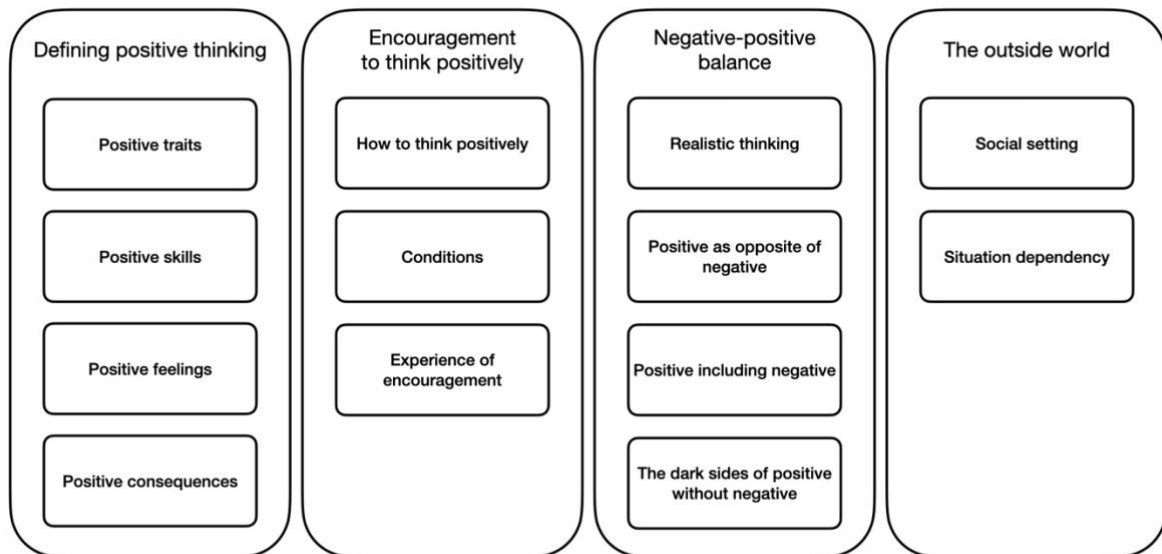 Defining positive thinking
Positive traits
Positive skills
Positive feelings
Positive consequences
Encouragement
to think positively
How to think positively
Conditions
Experience of
encouragement
Negative-positive
balance
Realistic thinking
Positive as opposite of
negative
Positive including negative
The dark sides of positive
without negative
The outside world
Social setting
Situation dependency